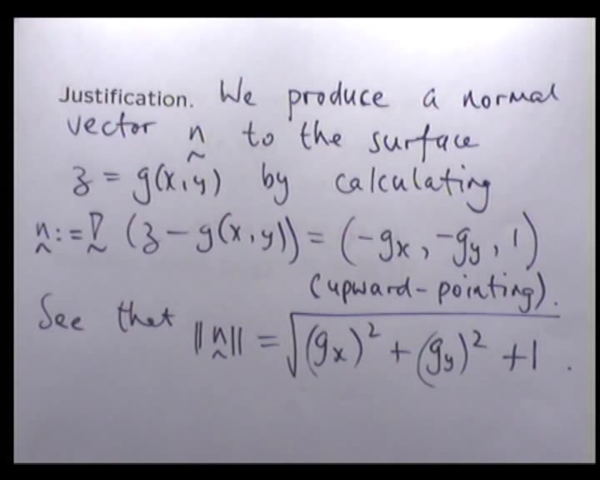 Justification. We produce a normal
vector n to the surface
z = g(x,y) by calculating
n := ∇ (z − g(x,y)) = (−gx, −gy, 1)
(upward-pointing).
See that ‖n‖ = √((gx)² + (gy)² + 1) .